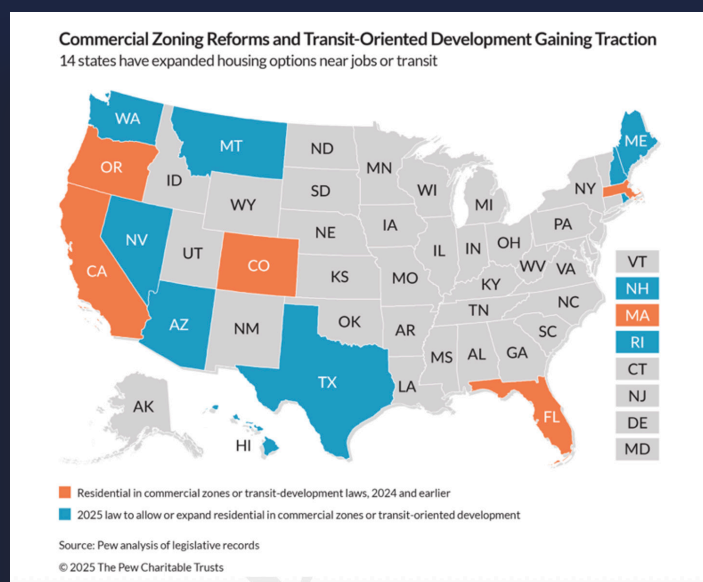 Commercial Zoning Reforms and Transit-Oriented Development Gaining Traction
14 states have expanded housing options near jobs or transit
WA
MT
ND
MN
ME
OR
ID
SD
WI
NY
WY
MI
IA
PA
NE
NV
UT
IL
IN
OH
CA
CO
KS
MO
WV
VA
KY
NC
TN
AZ
NM
OK
AR
SC
MS
AL
GA
TX
LA
AK
FL
HI
VT
NH
MA
RI
CT
NJ
DE
MD
Residential in commercial zones or transit-development laws, 2024 and earlier
2025 law to allow or expand residential in commercial zones or transit-oriented development
Source: Pew analysis of legislative records
© 2025 The Pew Charitable Trusts